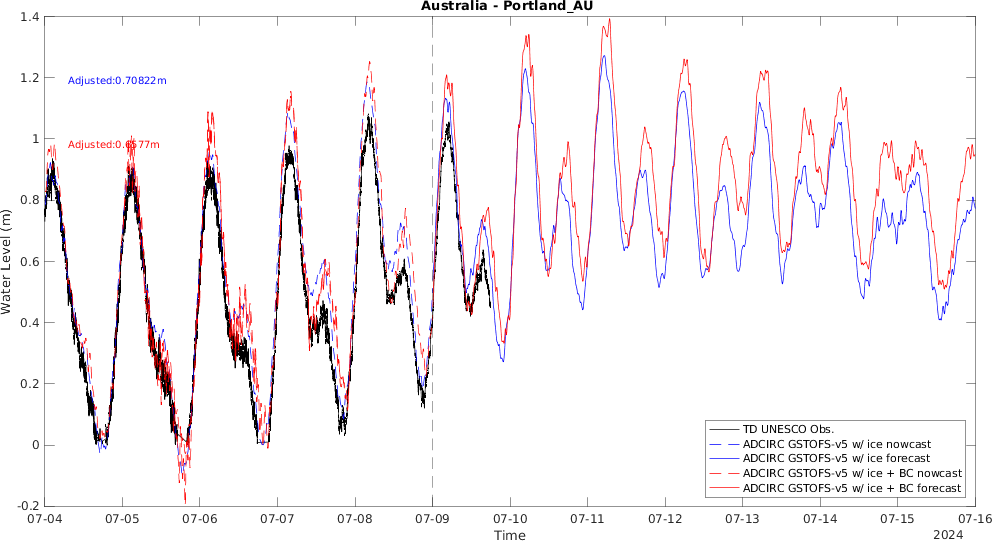 Australia - Portland_AU
1.4
1.2
1
0.8
0.6
0.4
0.2
0
-0.2
Water Level (m)
Adjusted:0.70822m
Adjusted:0.6577m
TD UNESCO Obs.
ADCIRC GSTOFS-v5 w/ ice nowcast
ADCIRC GSTOFS-v5 w/ ice forecast
ADCIRC GSTOFS-v5 w/ ice + BC nowcast
ADCIRC GSTOFS-v5 w/ ice + BC forecast
07-04 07-05 07-06 07-07 07-08 07-09 07-10 07-11 07-12 07-13 07-14 07-15 07-16
Time
2024